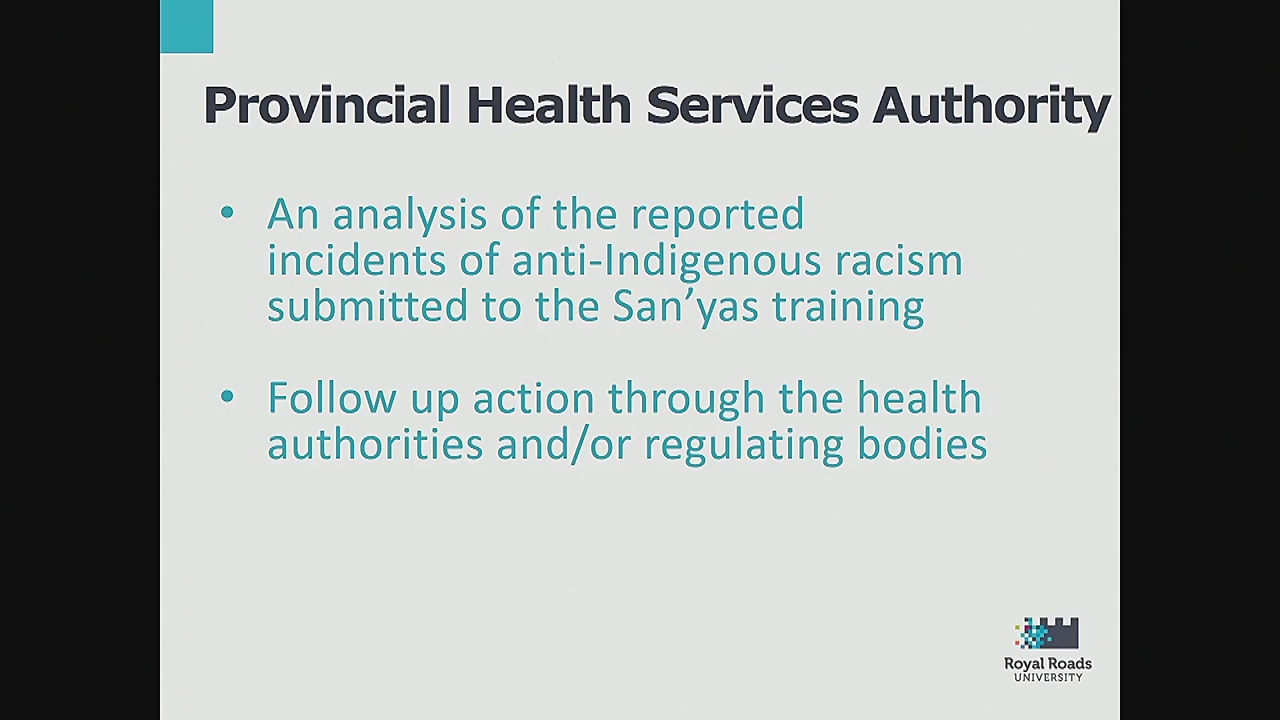 Provincial Health Services Authority
• An analysis of the reported
incidents of anti-Indigenous racism
submitted to the San’yas training
• Follow up action through the health
authorities and/or regulating bodies
Royal Roads
UNIVERSITY